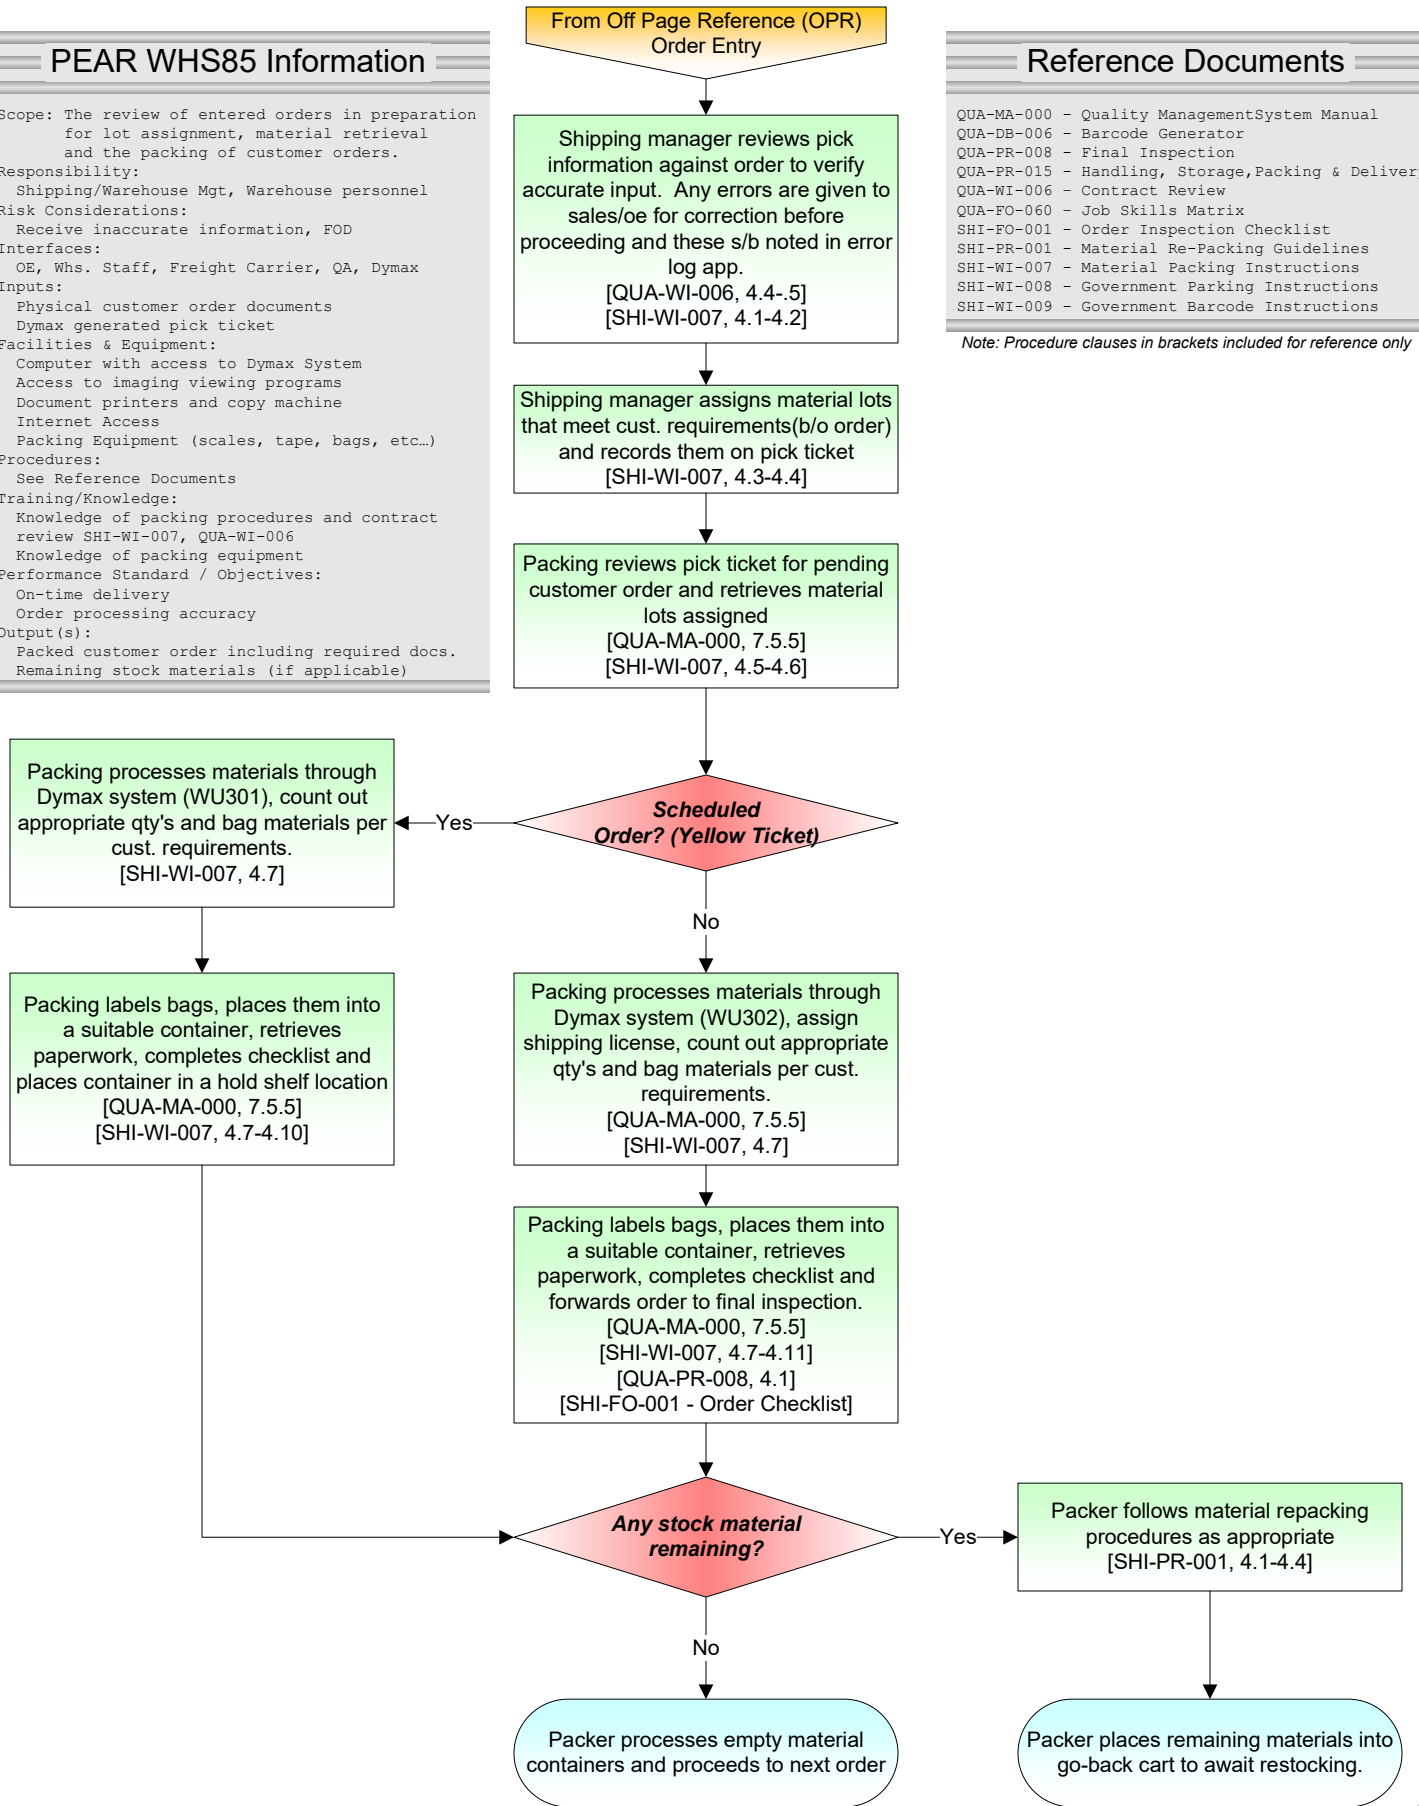 From Off Page Reference (OPR)
Order Entry
PEAR WHS85 Information
Scope: The review of entered orders in preparation
for lot assignment, material retrieval
and the packing of customer orders.
Responsibility:
Shipping/Warehouse Mgt, Warehouse personnel
Risk Considerations:
Receive inaccurate information, FOD
Interfaces:
OE, Whs. Staff, Freight Carrier, QA, Dymax
Inputs:
Physical customer order documents
Dymax generated pick ticket
Facilities & Equipment:
Computer with access to Dymax System
Access to imaging viewing programs
Document printers and copy machine
Internet Access
Packing Equipment (scales, tape, bags, etc…)
Procedures:
See Reference Documents
Training/Knowledge:
Knowledge of packing procedures and contract
review SHI-WI-007, QUA-WI-006
Knowledge of packing equipment
Performance Standard / Objectives:
On-time delivery
Order processing accuracy
Output(s):
Packed customer order including required docs.
Remaining stock materials (if applicable)
Reference Documents
QUA-MA-000 - Quality ManagementSystem Manual
QUA-DB-006 - Barcode Generator
QUA-PR-008 - Final Inspection
QUA-PR-015 - Handling, Storage,Packing & Delivery
QUA-WI-006 - Contract Review
QUA-FO-060 - Job Skills Matrix
SHI-FO-001 - Order Inspection Checklist
SHI-PR-001 - Material Re-Packing Guidelines
SHI-WI-007 - Material Packing Instructions
SHI-WI-008 - Government Parking Instructions
SHI-WI-009 - Government Barcode Instructions
Note: Procedure clauses in brackets included for reference only
Shipping manager reviews pick
information against order to verify
accurate input. Any errors are given to
sales/oe for correction before
proceeding and these s/b noted in error
log app.
[QUA-WI-006, 4.4-.5]
[SHI-WI-007, 4.1-4.2]
Shipping manager assigns material lots
that meet cust. requirements(b/o order)
and records them on pick ticket
[SHI-WI-007, 4.3-4.4]
Packing reviews pick ticket for pending
customer order and retrieves material
lots assigned
[QUA-MA-000, 7.5.5]
[SHI-WI-007, 4.5-4.6]
Scheduled
Order? (Yellow Ticket)
Yes
Packing processes materials through
Dymax system (WU301), count out
appropriate qty's and bag materials per
cust. requirements.
[SHI-WI-007, 4.7]
No
Packing labels bags, places them into
a suitable container, retrieves
paperwork, completes checklist and
places container in a hold shelf location
[QUA-MA-000, 7.5.5]
[SHI-WI-007, 4.7-4.10]
Packing processes materials through
Dymax system (WU302), assign
shipping license, count out appropriate
qty's and bag materials per cust.
requirements.
[QUA-MA-000, 7.5.5]
[SHI-WI-007, 4.7]
Packing labels bags, places them into
a suitable container, retrieves
paperwork, completes checklist and
forwards order to final inspection.
[QUA-MA-000, 7.5.5]
[SHI-WI-007, 4.7-4.11]
[QUA-PR-008, 4.1]
[SHI-FO-001 - Order Checklist]
Any stock material
remaining?
Yes
Packer follows material repacking
procedures as appropriate
[SHI-PR-001, 4.1-4.4]
No
Packer processes empty material
containers and proceeds to next order
Packer places remaining materials into
go-back cart to await restocking.